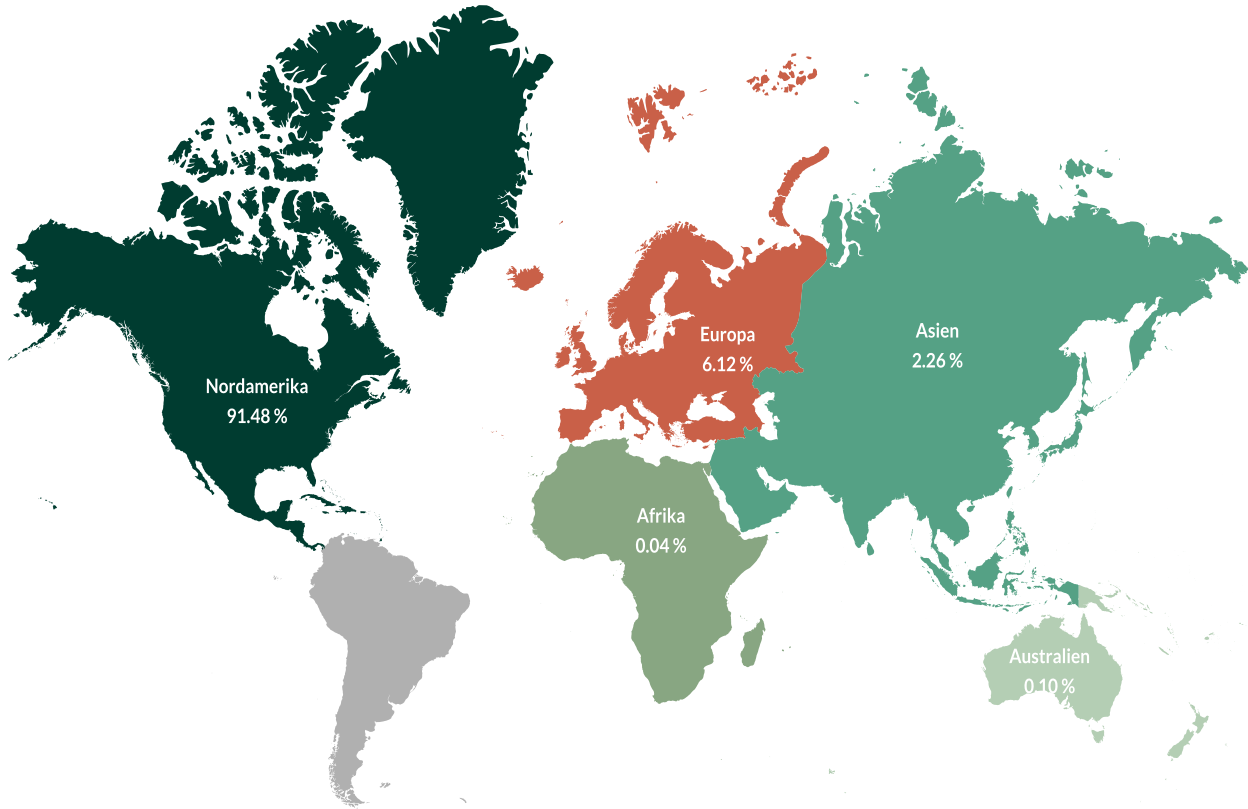 Europa
6.12 %
Asien
2.26 %
Nordamerika
91.48 %
Afrika
0.04 %
Australien
0.10 %